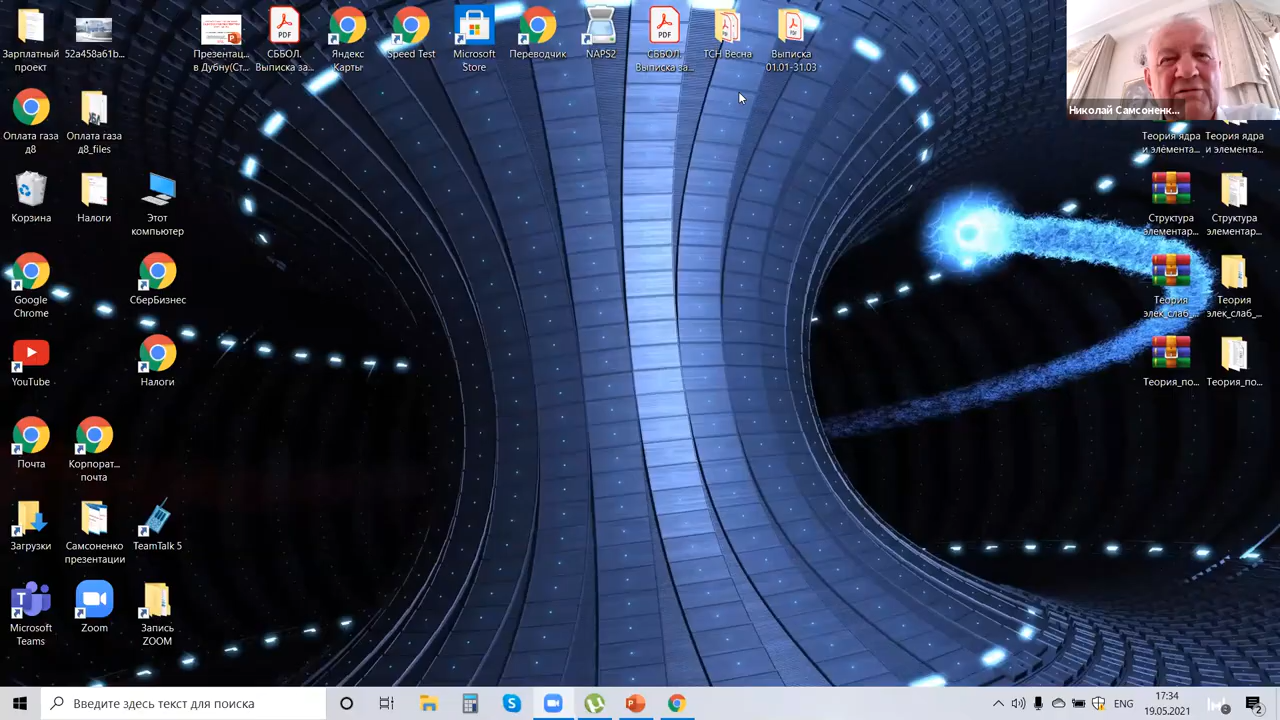 Зарплатный
проект
52a458a61b...
Презентац...
в Дубну(Ст...
СББОЛ.
Выписка за...
Яндекс
Карты
Speed Test
Microsoft
Store
Переводчик
NAPS2
СББОЛ.
Выписка за...
ТСН Весна
Выписка
01.01-31.03
Николай Самсоненк...
Оплата газа
д8
Оплата газа
д8_files
Теория ядра
и элемента...
Теория ядра
и элемента...
Корзина
Налоги
Этот
компьютер
Структура
элементар...
Структура
элементар...
Google
Chrome
СберБизнес
Теория
элек_слаб_...
Теория
элек_слаб_...
YouTube
Налоги
Теория_по...
Теория_по...
Почта
Корпорат...
почта
Загрузки
Самсоненко
презентации
TeamTalk 5
Microsoft
Teams
Zoom
Запись
ZOOM
Введите здесь текст для поиска
ENG
17:34
19.05.2021
2